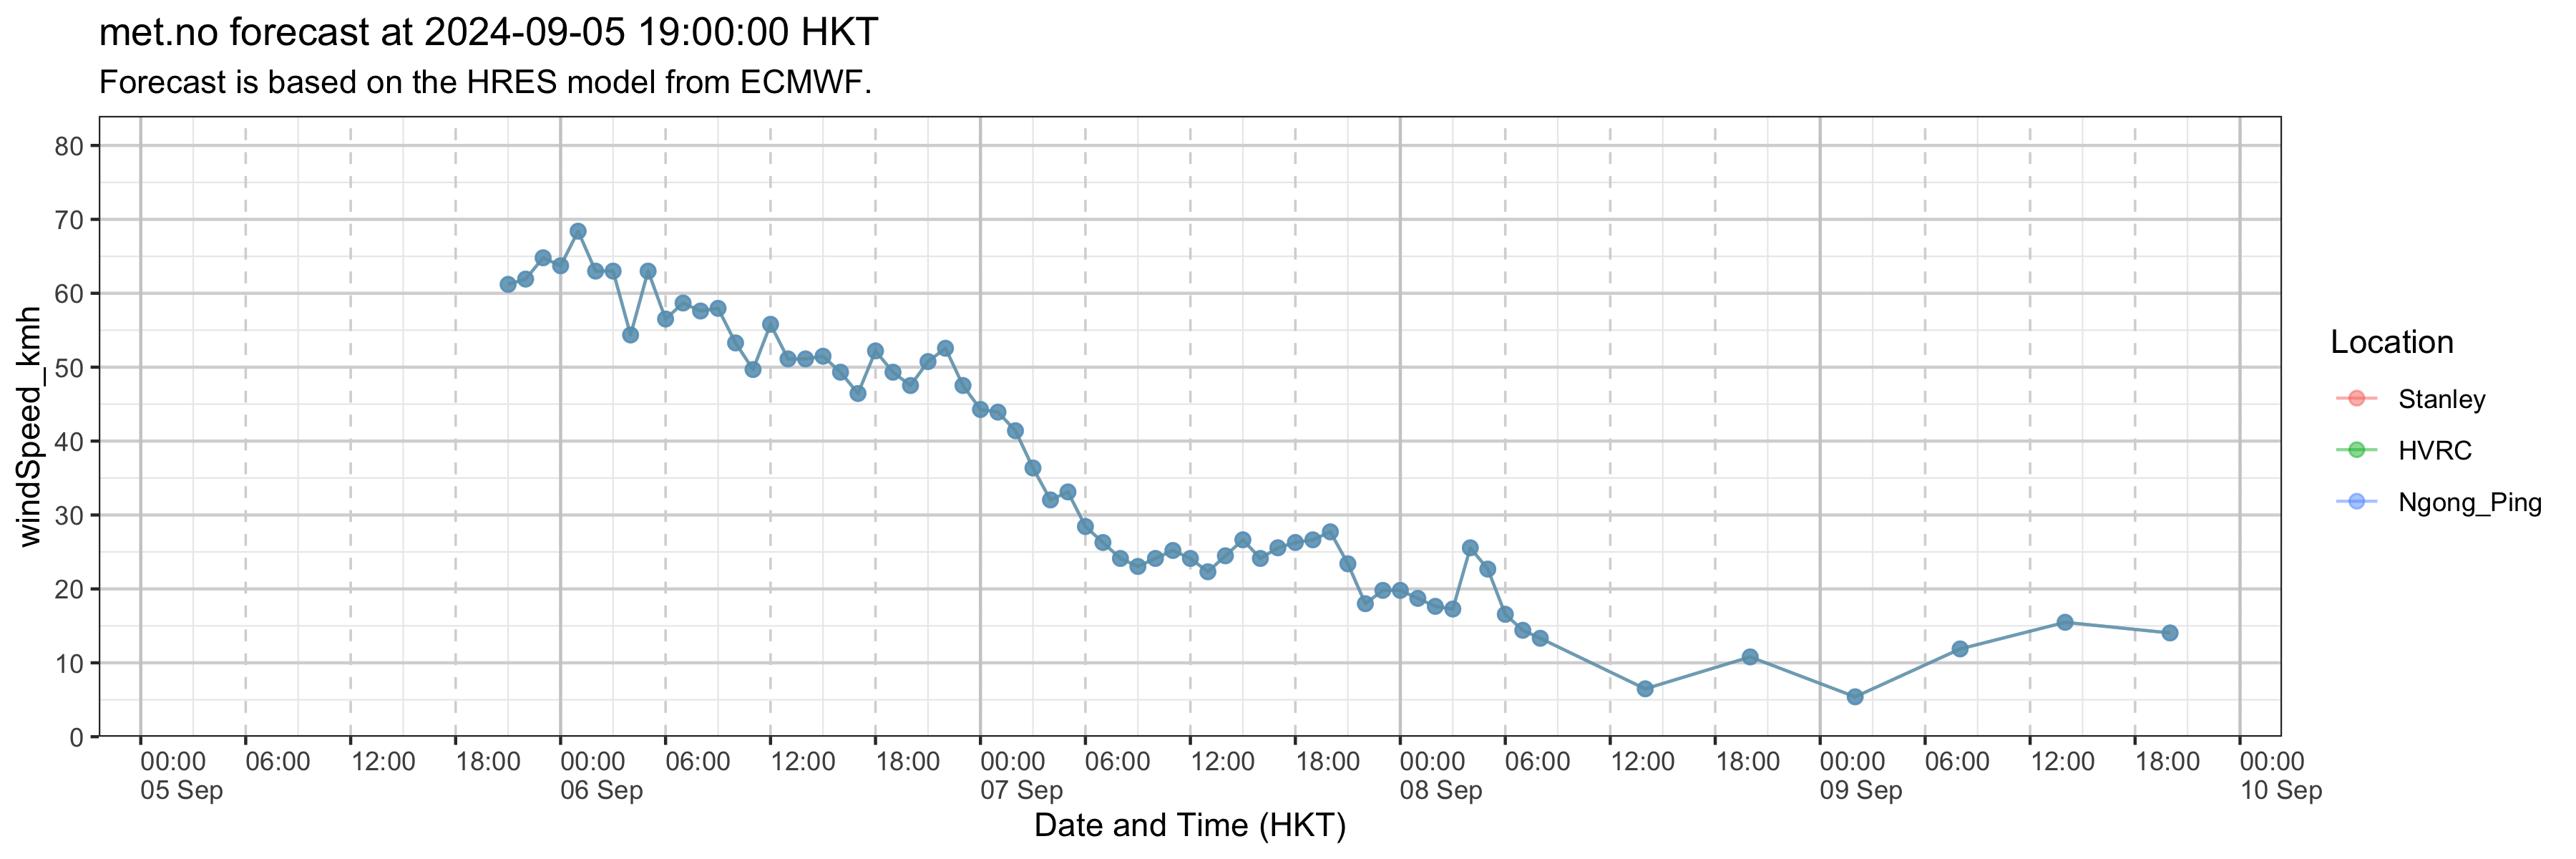 met.no forecast at 2024-09-05 19:00:00 HKT
Forecast is based on the HRES model from ECMWF.
windSpeed_kmh
80
70
60
50
40
30
20
10
0
00:00 06:00 12:00 18:00 00:00 06:00 12:00 18:00 00:00 06:00 12:00 18:00 00:00 06:00 12:00 18:00 00:00 06:00 12:00 18:00 00:00
05 Sep 06 Sep 07 Sep 08 Sep 09 Sep 10 Sep
Date and Time (HKT)
Location
Stanley
HVRC
Ngong_Ping